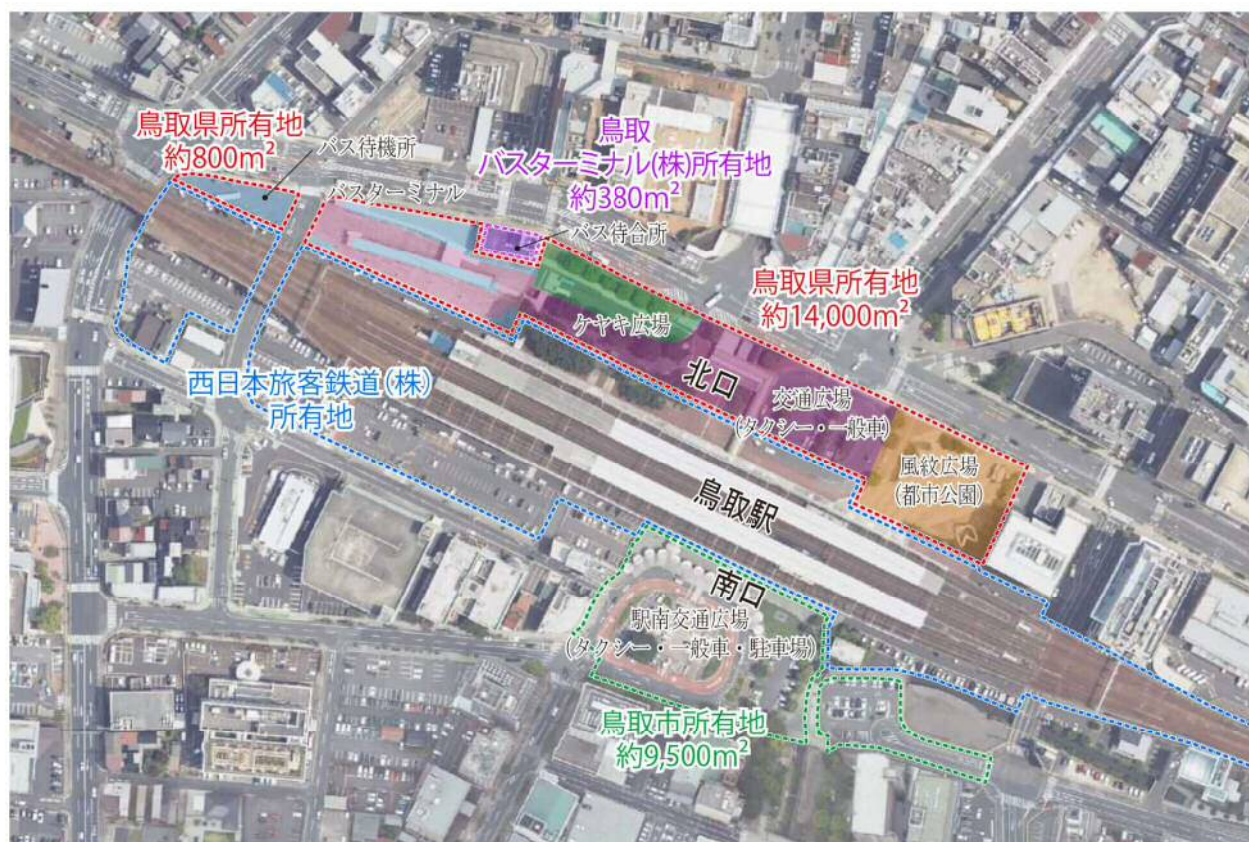 鳥取県所有地
約800m²
バス待機所
バスターミナル
鳥取
バスターミナル(株)所有地
約380m²
バス待合所
鳥取県所有地
約14,000m²
ケヤキ広場
北口
交通広場
(タクシー・一般車)
風紋広場
(都市公園)
西日本旅客鉄道(株)
所有地
鳥取駅
南口
駅南交通広場
(タクシー・一般車・駐車場)
鳥取市所有地
約9,500m²